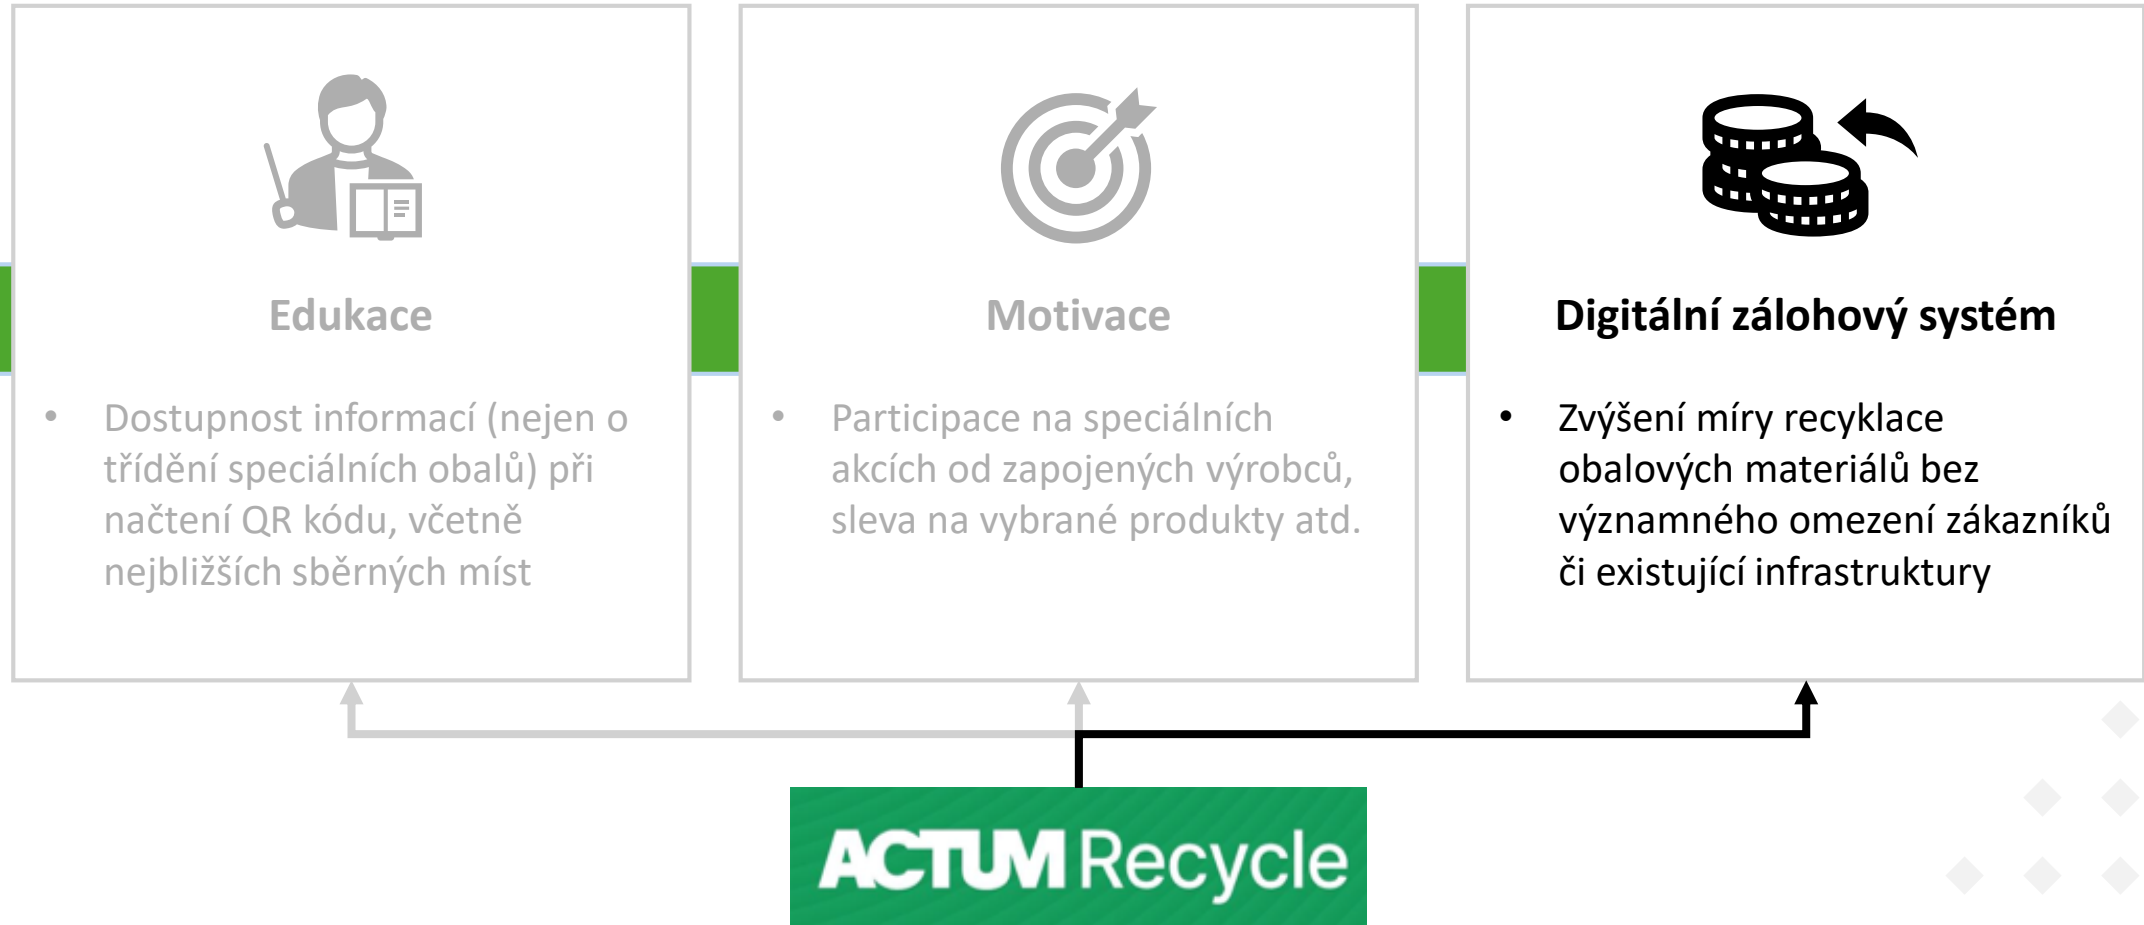 Edukace
• Dostupnost informací (nejen o
třídění speciálních obalů) při
načtení QR kódu, včetně
nejbližších sběrných míst
Motivace
• Participace na speciálních
akcích od zapojených výrobců,
sleva na vybrané produkty atd.
Digitální zálohový systém
• Zvýšení míry recyklace
obalových materiálů bez
významného omezení zákazníků
či existující infrastruktury
ACTUM Recycle